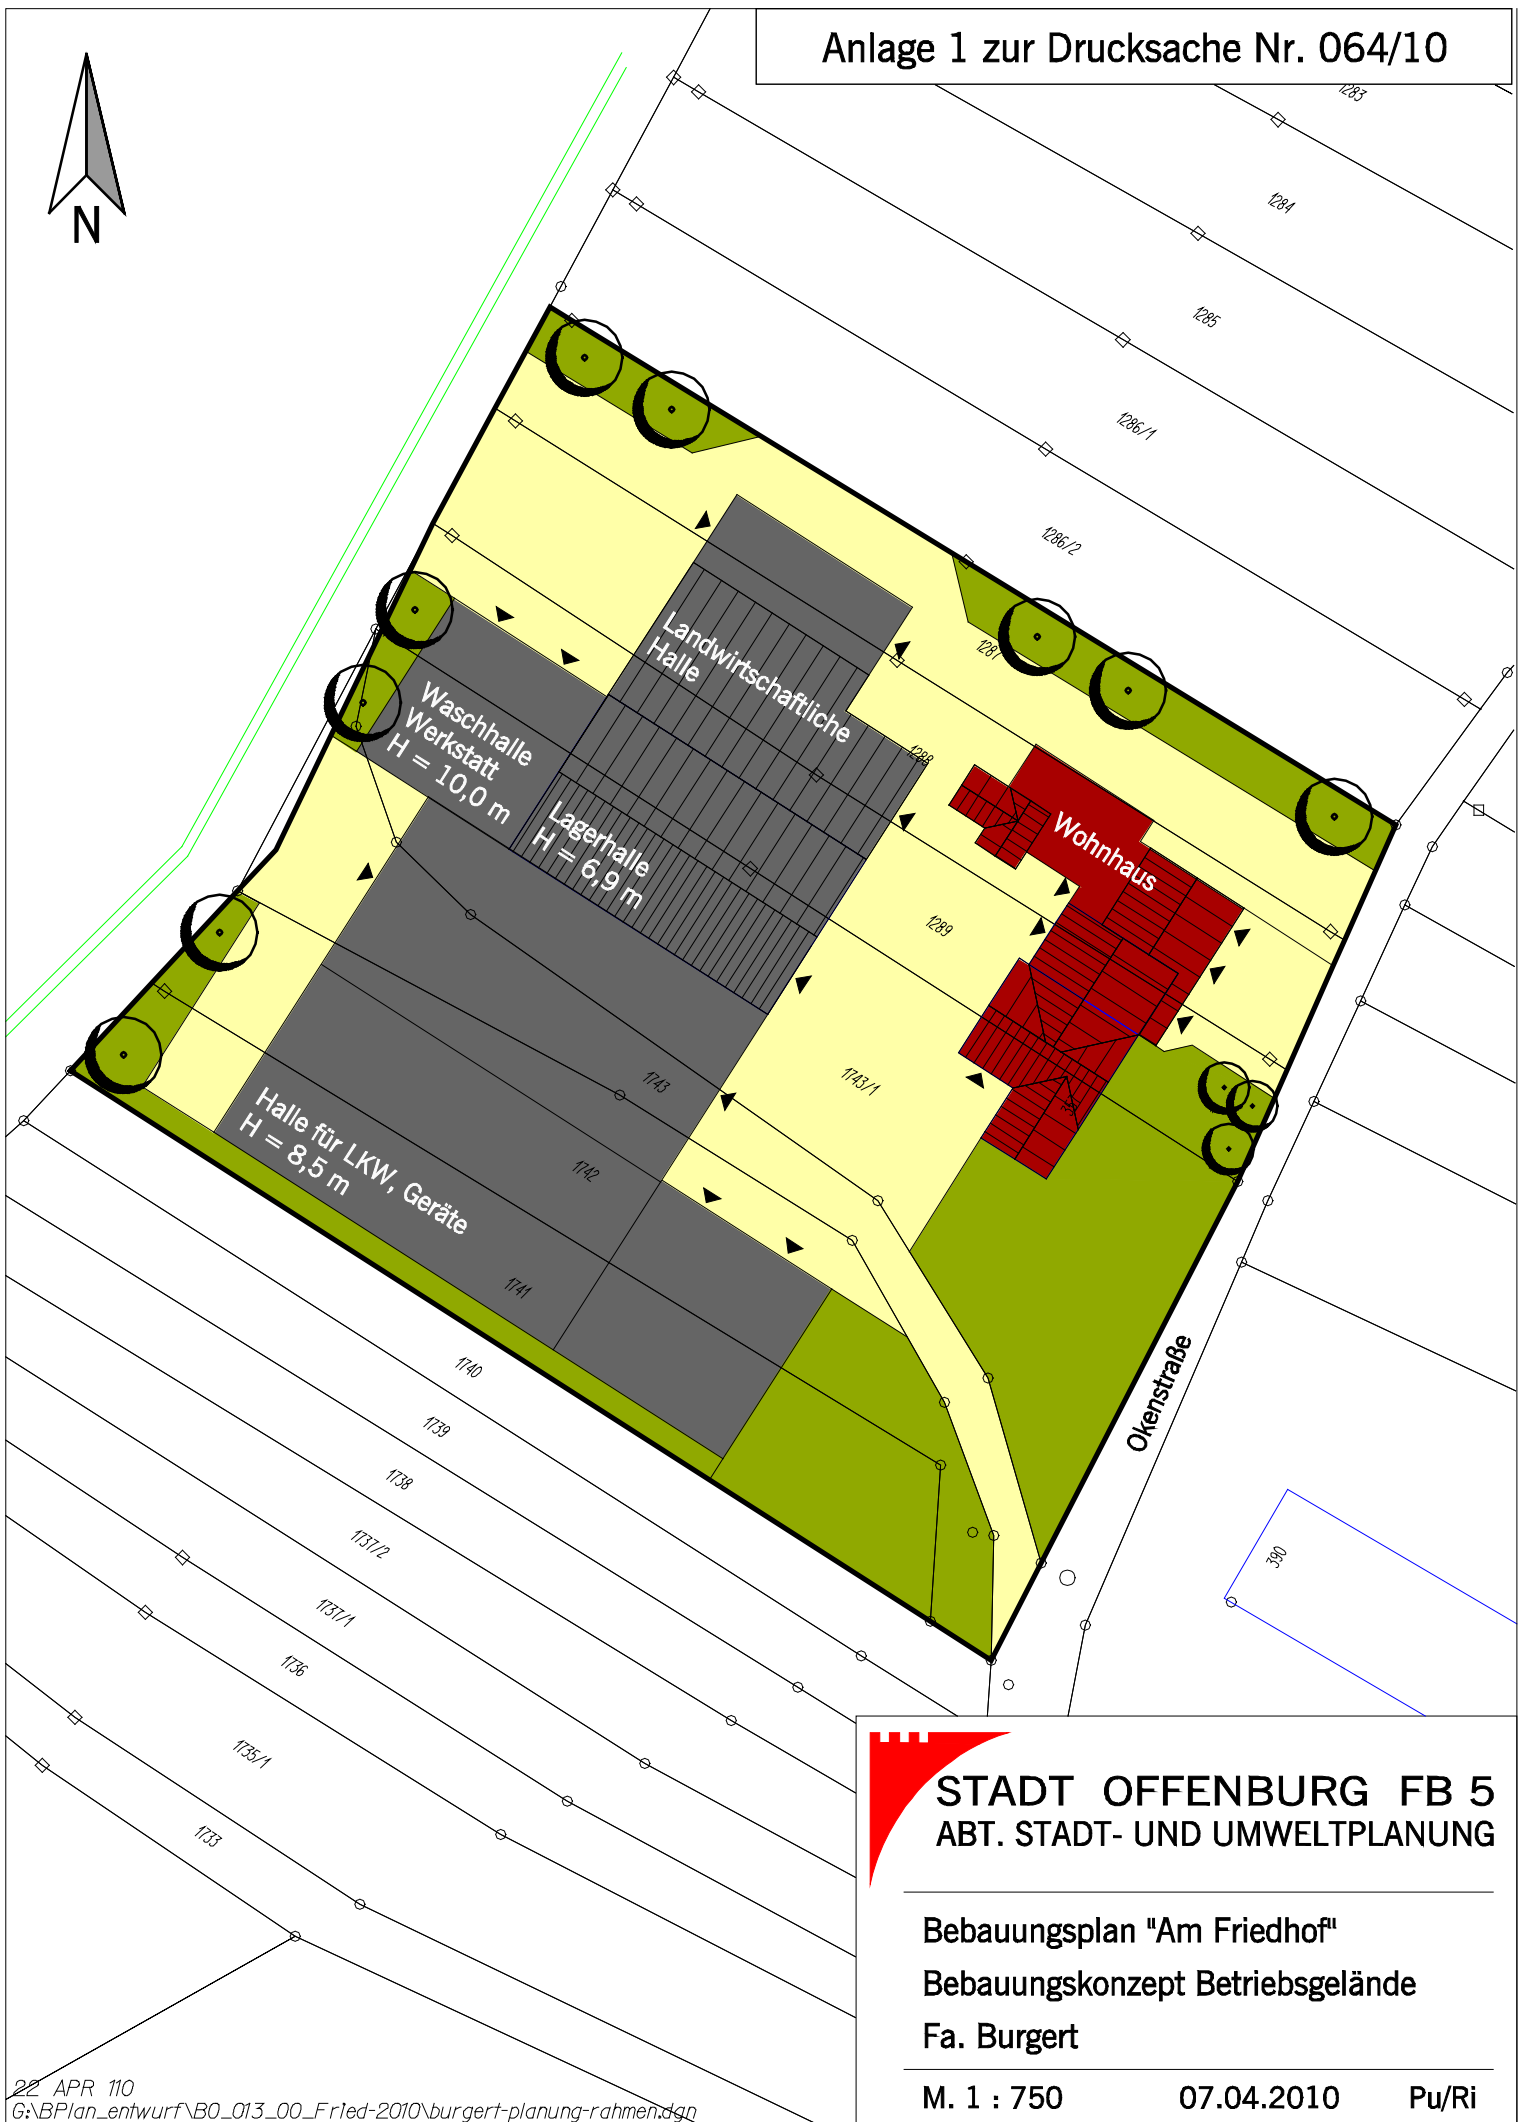 Anlage 1 zur Drucksache Nr. 064/10
N
1283
1284
1285
1286/1
1286/2
1287
1288
1289
Landwirtschaftliche
Halle
Waschhalle
Werkstatt
H = 10,0 m
Lagerhalle
H = 6,9 m
Wohnhaus
1743
1743/1
1742
1741
Halle für LKW, Geräte
H = 8,5 m
1740
1739
1738
1737/2
1737/1
1736
1735/1
1733
Okenstraße
390
STADT OFFENBURG FB 5
ABT. STADT- UND UMWELTPLANUNG
Bebauungsplan "Am Friedhof"
Bebauungskonzept Betriebsgelände
Fa. Burgert
M. 1 : 750 07.04.2010 Pu/Ri
22 APR 110
G:\BPlan_entwurf\BO_013_00_Fried-2010\burgert-planung-rahmen.dgn